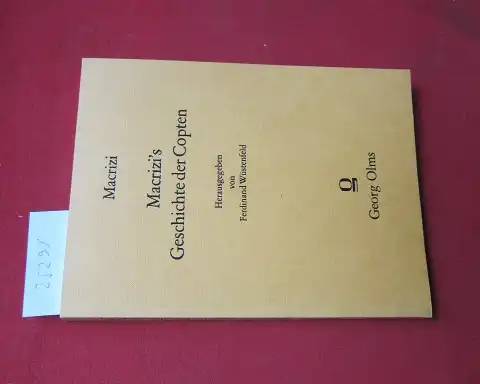 Macrizi
Macrizi's
Geschichte der Copten
Herausgegeben
von
Ferdinand Wüstenfeld
Georg Olms